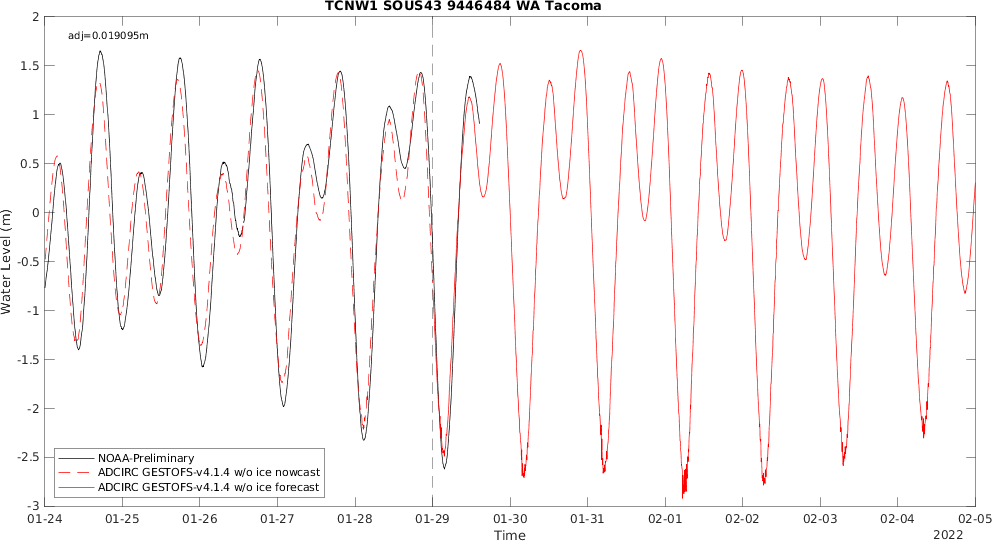 TCNW1 SOUS43 9446484 WA Tacoma
adj=0.019095m
2
1.5
1
0.5
0
-0.5
-1
-1.5
-2
-2.5
-3
Water Level (m)
NOAA-Preliminary
ADCIRC GESTOFS-v4.1.4 w/o ice nowcast
ADCIRC GESTOFS-v4.1.4 w/o ice forecast
01-24 01-25 01-26 01-27 01-28 01-29 01-30 01-31 02-01 02-02 02-03 02-04 02-05
Time
2022